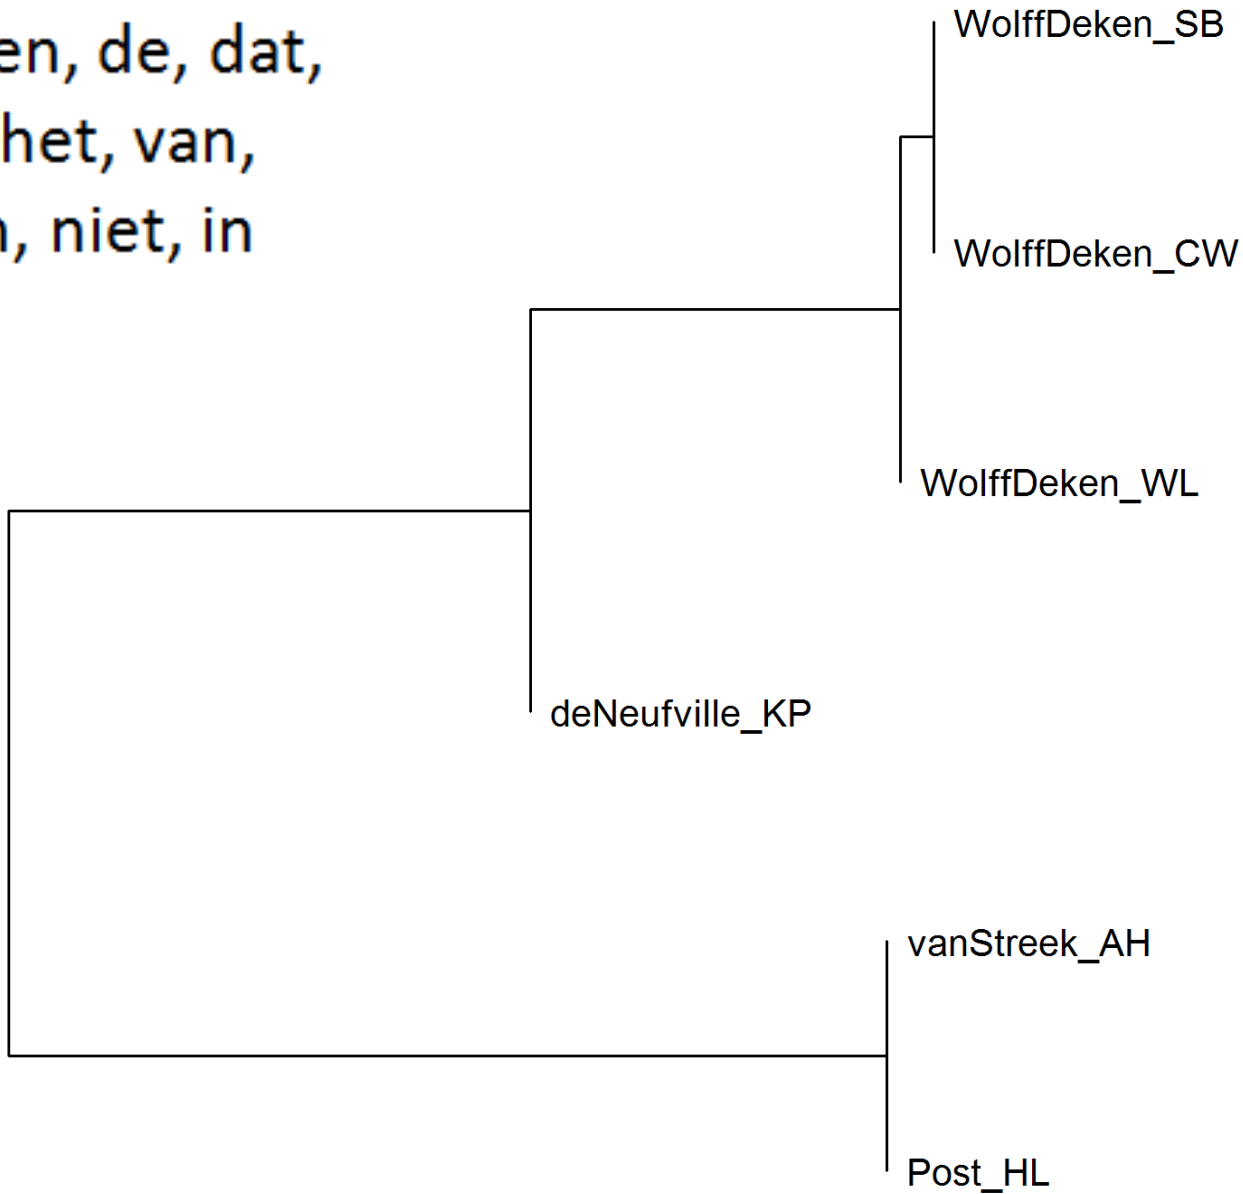 en, de, dat,
het, van,
, niet, in
WolffDeken_SB
WolffDeken_CW
WolffDeken_WL
deNeufville_KP
vanStreek_AH
Post_HL